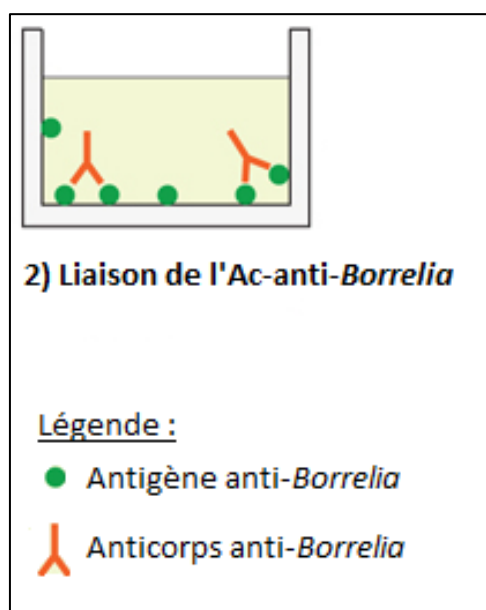 2) Liaison de l'Ac-anti-Borrelia
Légende :
Antigène anti-Borrelia
Anticorps anti-Borrelia